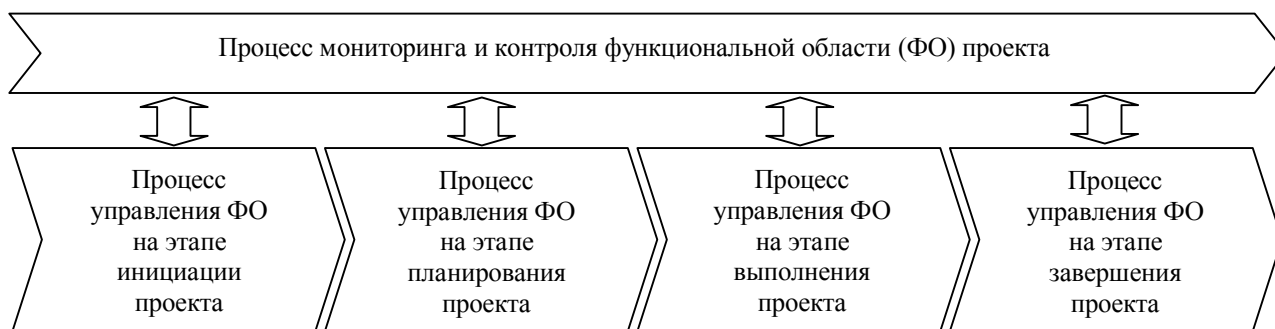 Процесс мониторинга и контроля функциональной области (ФО) проекта
Процесс
управления ФО
на этапе
инициации
проекта
Процесс
управления ФО
на этапе
планирования
проекта
Процесс
управления ФО
на этапе
выполнения
проекта
Процесс
управления ФО
на этапе
завершения
проекта